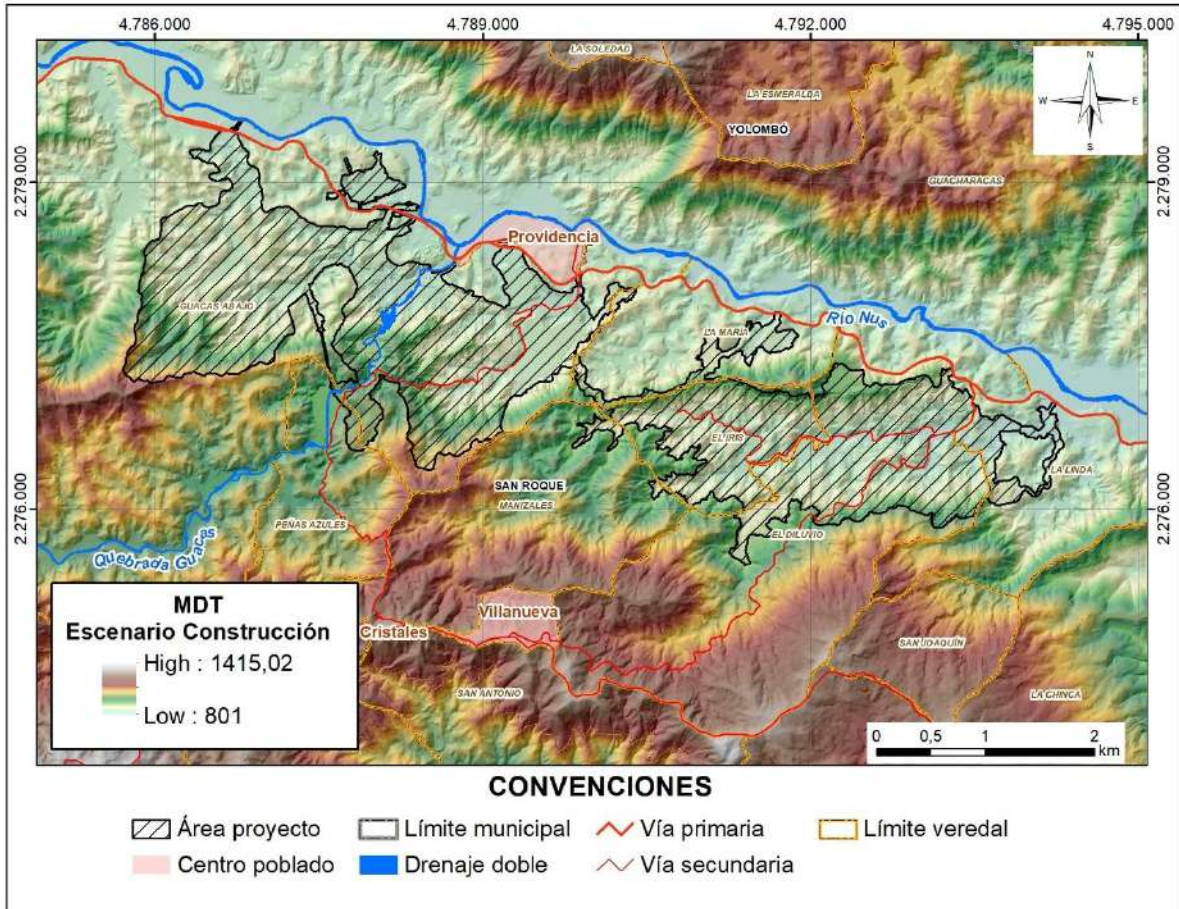 4.786.000
4.789.000
4.792.000
4.795.000
LA SOLEDAD
N
LA ESMERALDA
W
E
YOLOMBÓ
S
2.279.000
GUACHARACAS
2.279.000
Providencia
GUACAS ABAJO
Río Nus
LA MARIA
EL IRIS
LA LINDA
SAN ROQUE
2.276.000
MANIZALES
2.276.000
PEÑAS AZULES
EL DILUVIO
Quebrada Guacas
MDT
Escenario Construcción
High : 1415,02
Low : 801
Villanueva
Cristales
SAN JOAQUÍN
SAN ANTONIO
LA CHINCA
0 0,5 1 2
km
CONVENCIONES
Área proyecto
Límite municipal
Vía primaria
Límite veredal
Centro poblado
Drenaje doble
Vía secundaria